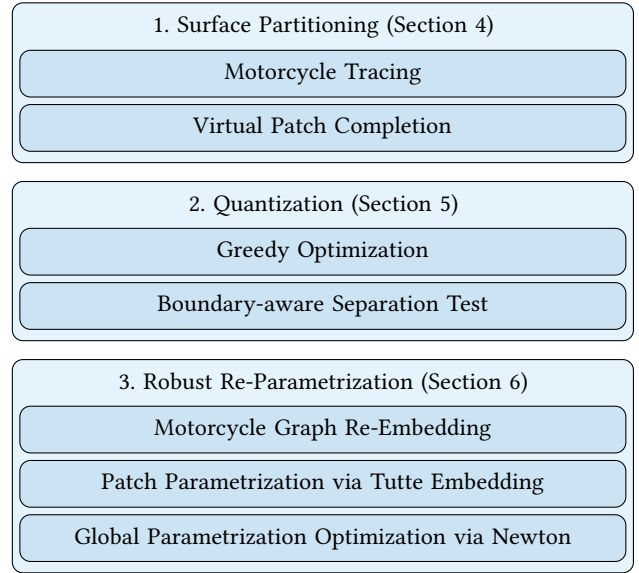 1. Surface Partitioning (Section 4)
Motorcycle Tracing
Virtual Patch Completion
2. Quantization (Section 5)
Greedy Optimization
Boundary-aware Separation Test
3. Robust Re-Parametrization (Section 6)
Motorcycle Graph Re-Embedding
Patch Parametrization via Tutte Embedding
Global Parametrization Optimization via Newton